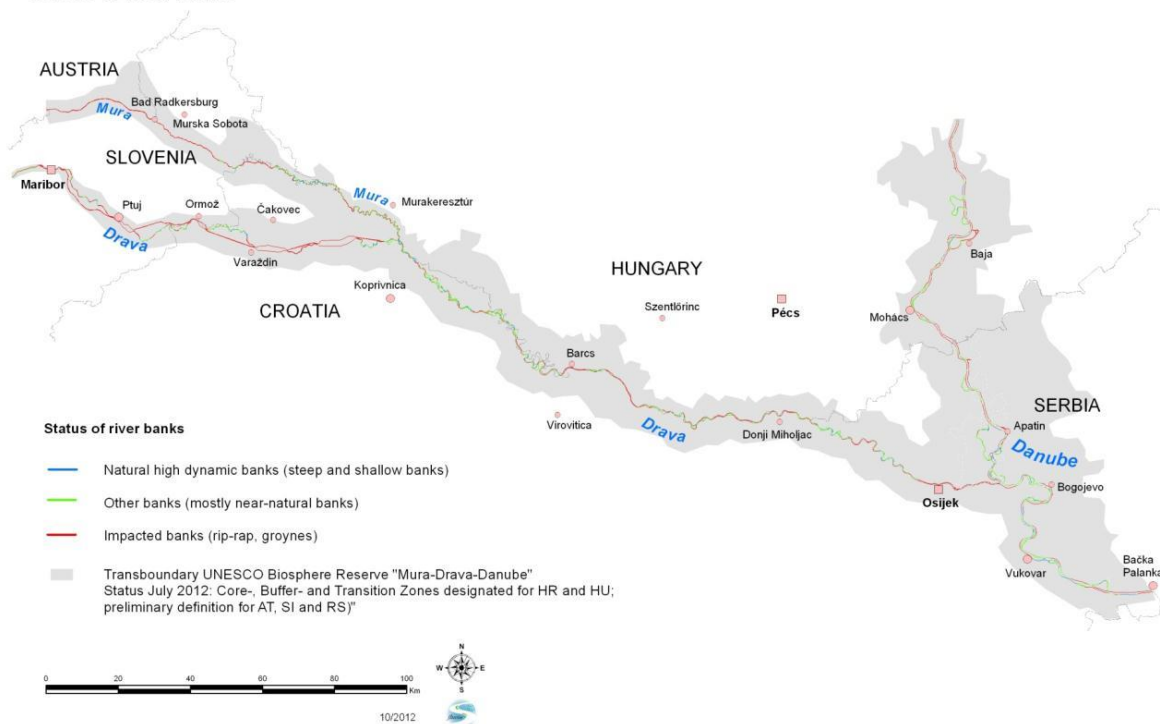 AUSTRIA
Bad Radkersburg
Mura
Murska Sobota
SLOVENIA
Maribor
Mura
Murakeresztúr
Ptuj
Ormož
Čakovec
Drava
Varaždin
Baja
HUNGARY
Koprivnica
CROATIA
Szentlőrinc
Pécs
Mohács
Barcs
SERBIA
Virovitica
Drava
Donji Miholjac
Apatin
Danube
Bogojevo
Osijek
Vukovar
Bačka
Palanka
Status of river banks
Natural high dynamic banks (steep and shallow banks)
Other banks (mostly near-natural banks)
Impacted banks (rip-rap, groynes)
Transboundary UNESCO Biosphere Reserve "Mura-Drava-Danube"
Status July 2012: Core-, Buffer- and Transition Zones designated for HR and HU;
preliminary definition for AT, SI and RS)"
N
W E
S
0 20 40 60 80 100
Km
10/2012